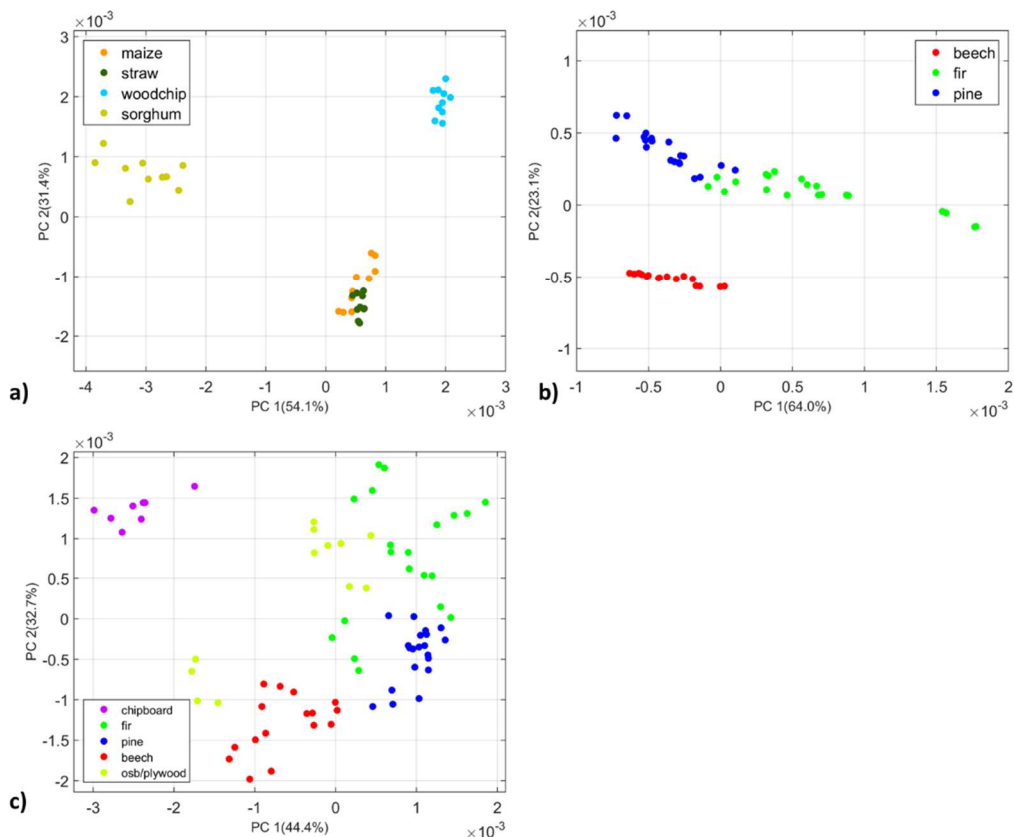 a)
× 10⁻³
maize
straw
woodchip
sorghum
3
2
1
0
-1
-2
PC 2(31.4%)
-4 -3 -2 -1 0 1 2 3
PC 1(54.1%)
× 10⁻³
b)
× 10⁻³
beech
fir
pine
1
0.5
0
-0.5
-1
PC 2(23.1%)
-1 -0.5 0 0.5 1 1.5 2
PC 1(64.0%)
× 10⁻³
c)
× 10⁻³
2
1.5
1
0.5
0
-0.5
-1
-1.5
-2
PC 2(32.7%)
chipboard
fir
pine
beech
osb/plywood
-3 -2 -1 0 1 2
PC 1(44.4%)
× 10⁻³